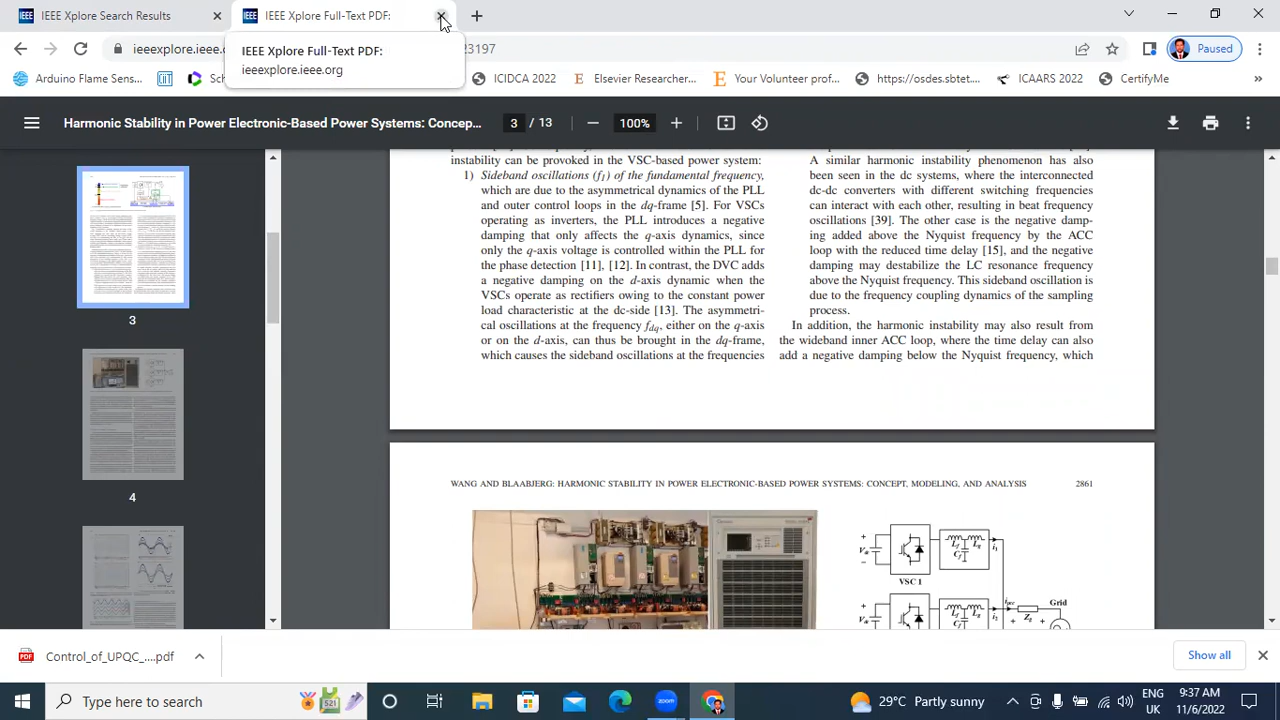 IEEE Xplore Search Results
IEEE Xplore Full-Text PDF:
ieeexplore.ieee.
3197
Paused
IEEE Xplore Full-Text PDF:
ieeexplore.ieee.org
Arduino Flame Sens...
Sc
ICIDCA 2022
Elsevier Researcher...
Your Volunteer prof...
https://osdes.sbtet....
ICAARS 2022
CertifyMe
»
Harmonic Stability in Power Electronic-Based Power Systems: Concep...
3 / 13
100%
3
4
instability can be provoked in the VSC-based power system:
1) Sideband oscillations (f1) of the fundamental frequency,
which are due to the asymmetrical dynamics of the PLL
and outer control loops in the dq-frame [5]. For VSCs
operating as inverters, the PLL introduces a negative
damping that only affects the q-axis dynamics, since
only the q-axis voltage is controlled within the PLL for
the phase detection [11], [12]. In contrast, the DVC adds
a negative damping on the d-axis dynamic when the
VSCs operate as rectifiers owing to the constant power
load characteristic at the dc-side [13]. The asymmetri-
cal oscillations at the frequency fdq, either on the q-axis
or on the d-axis, can thus be brought in the dq-frame,
which causes the sideband oscillations at the frequencies
A similar harmonic instability phenomenon has also
been seen in the dc systems, where the interconnected
dc-dc converters with different switching frequencies
can interact with each other, resulting in beat frequency
oscillations [39]. The other case is the negative damp-
ing added above the Nyquist frequency by the ACC
loop with the reduced time delay [15], and the negative
damping may destabilize the LC resonance frequency
above the Nyquist frequency. This sideband oscillation is
due to the frequency coupling dynamics of the sampling
process.
In addition, the harmonic instability may also result from
the wideband inner ACC loop, where the time delay can also
add a negative damping below the Nyquist frequency, which
WANG AND BLAABJERG: HARMONIC STABILITY IN POWER ELECTRONIC-BASED POWER SYSTEMS: CONCEPT, MODELING, AND ANALYSIS
2861
Lf
Lg
Cf
i1
VSC 1
ipcc
Grid
Lf
Lg
Cf
i2
Zg
Control_of_UPQC_....pdf
Show all
Type here to search
zoom
29°C Partly sunny
ENG
UK
9:37 AM
11/6/2022